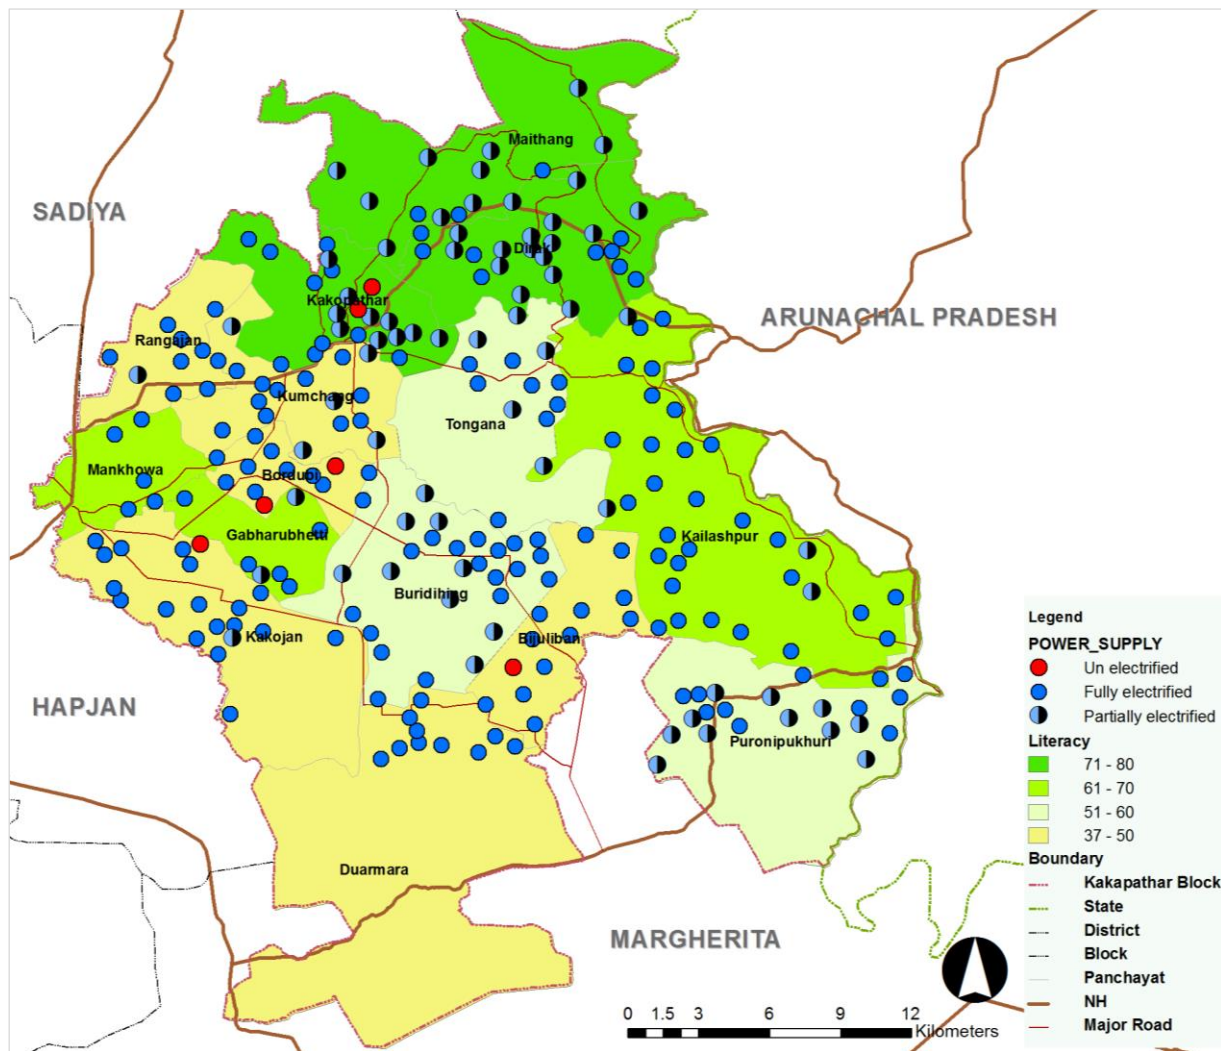 Maithang
SADIYA
Dirak
Kakopathar
ARUNACHAL PRADESH
Rangajan
Kumchang
Tongana
Mankhowa
Bordubi
Gabharubhetti
Kailashpur
Buridihing
Kakojan
Bijuliban
HAPJAN
Puronipukhuri
Duarmara
MARGHERITA
0 1.5 3 6 9 12
Kilometers
Legend
POWER_SUPPLY
Un electrified
Fully electrified
Partially electrified
Literacy
71 - 80
61 - 70
51 - 60
37 - 50
Boundary
Kakapathar Block
State
District
Block
Panchayat
NH
Major Road